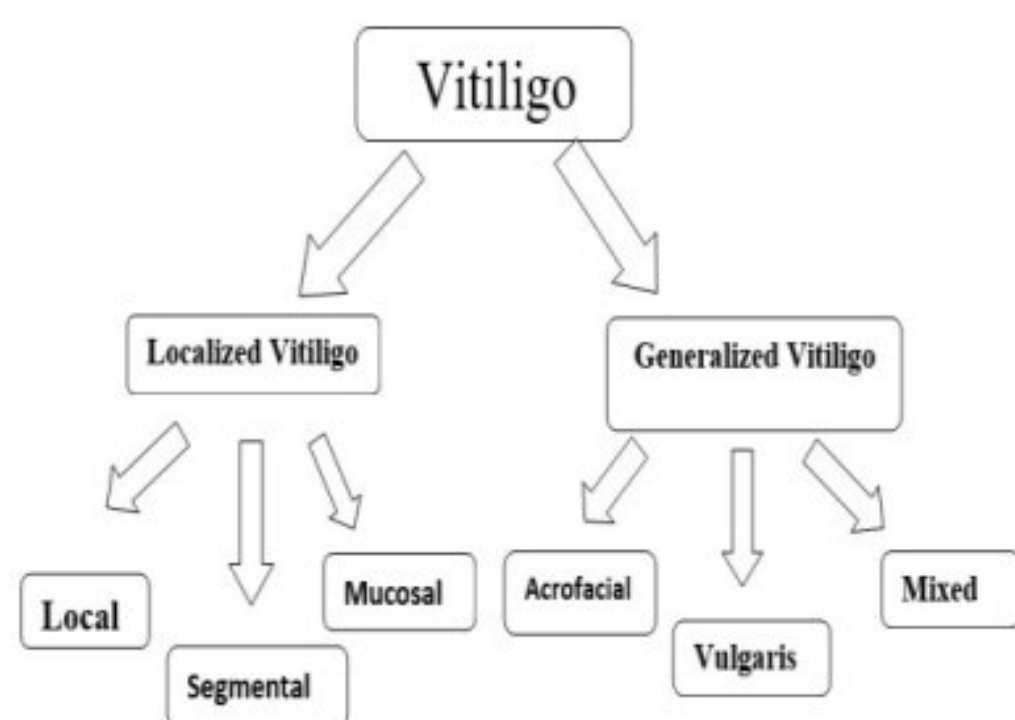 Vitiligo
Localized Vitiligo
Generalized Vitiligo
Local
Segmental
Mucosal
Acrofacial
Vulgaris
Mixed